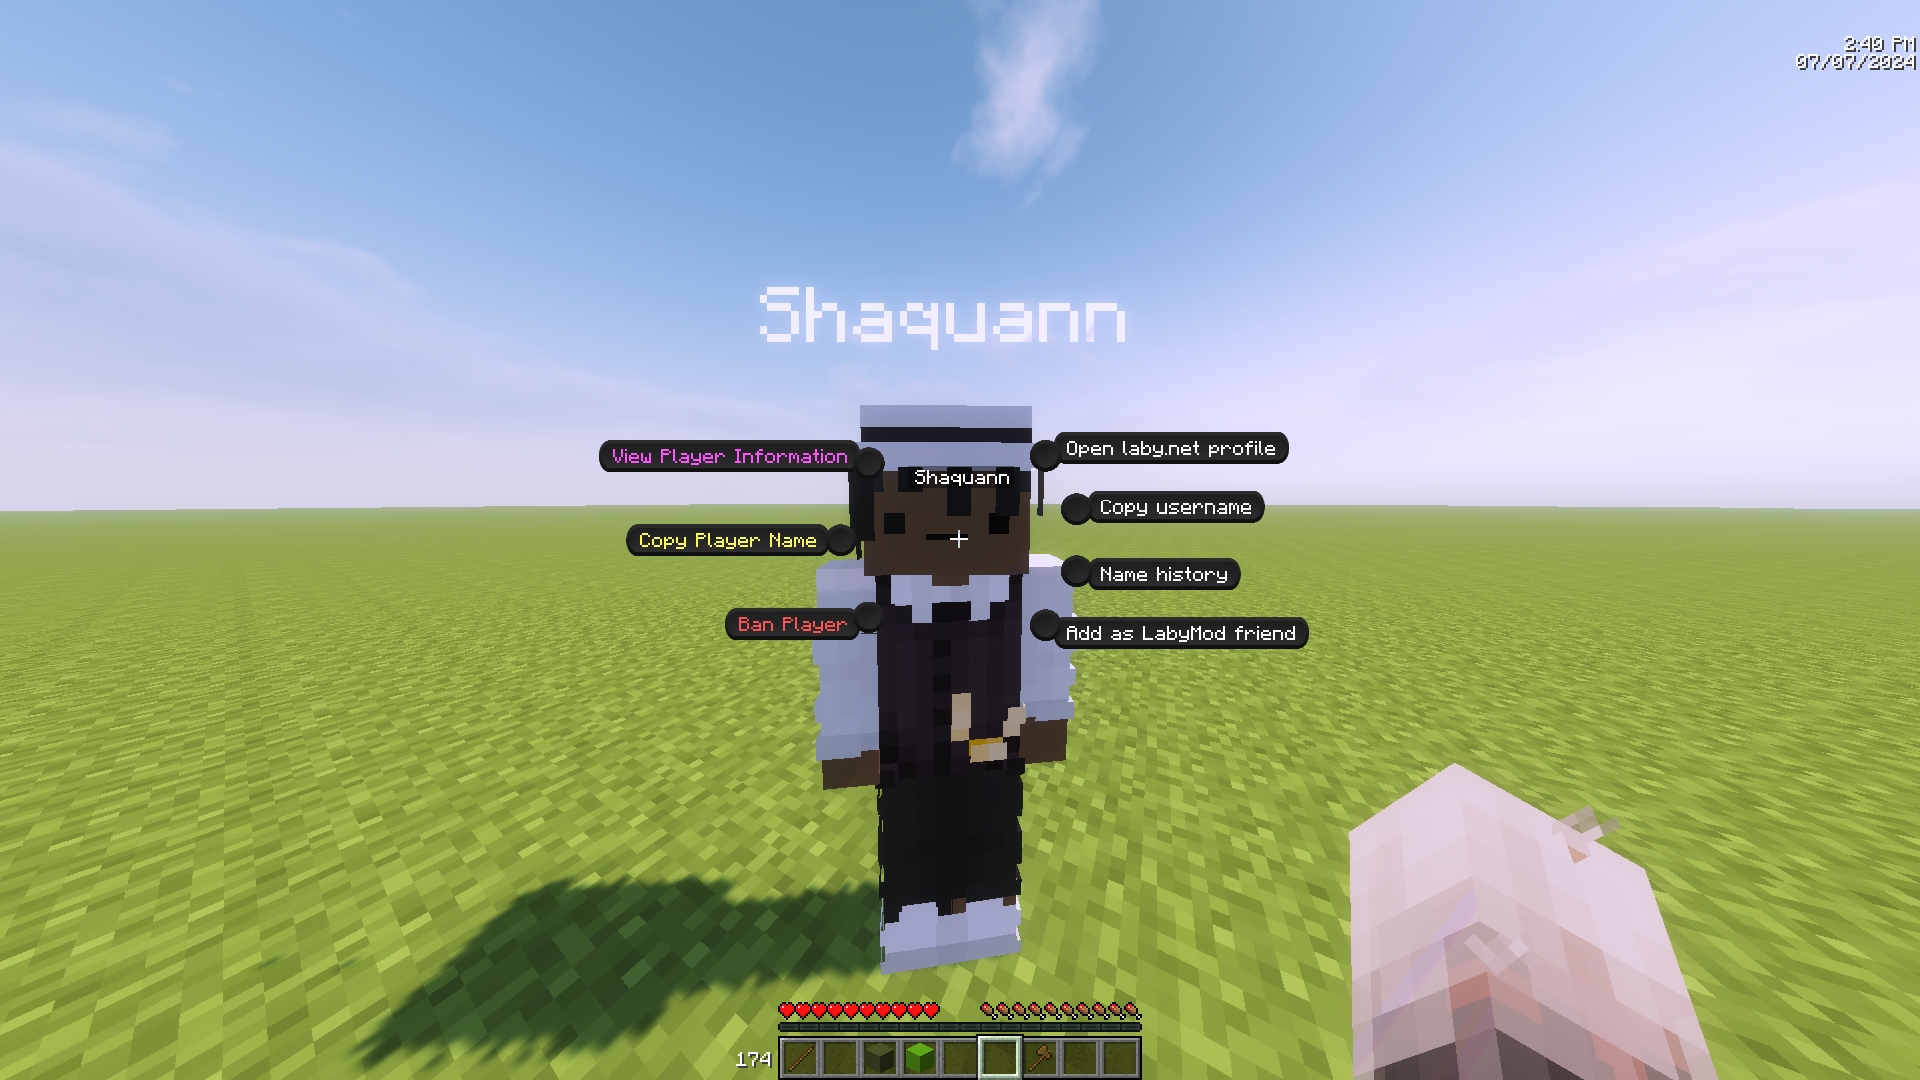 2:49 PM
07/07/2024
Shaquann
View Player Information
Open laby.net profile
Shaquann
Copy username
Copy Player Name
Name history
Ban Player
Add as LabyMod friend
174